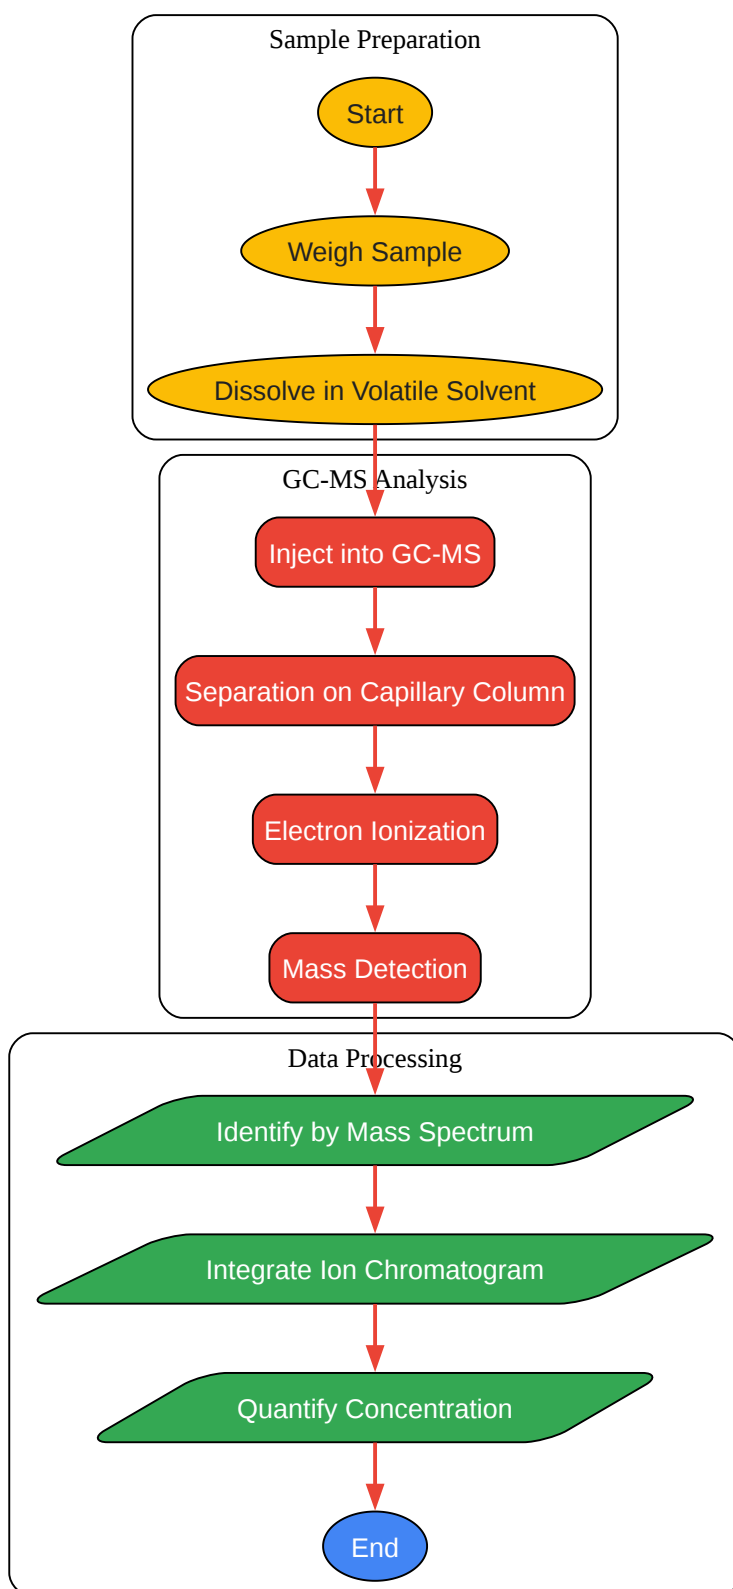 Sample Preparation
Start
Weigh Sample
Dissolve in Volatile Solvent
GC-MS Analysis
Inject into GC-MS
Separation on Capillary Column
Electron Ionization
Mass Detection
Data Processing
Identify by Mass Spectrum
Integrate Ion Chromatogram
Quantify Concentration
End